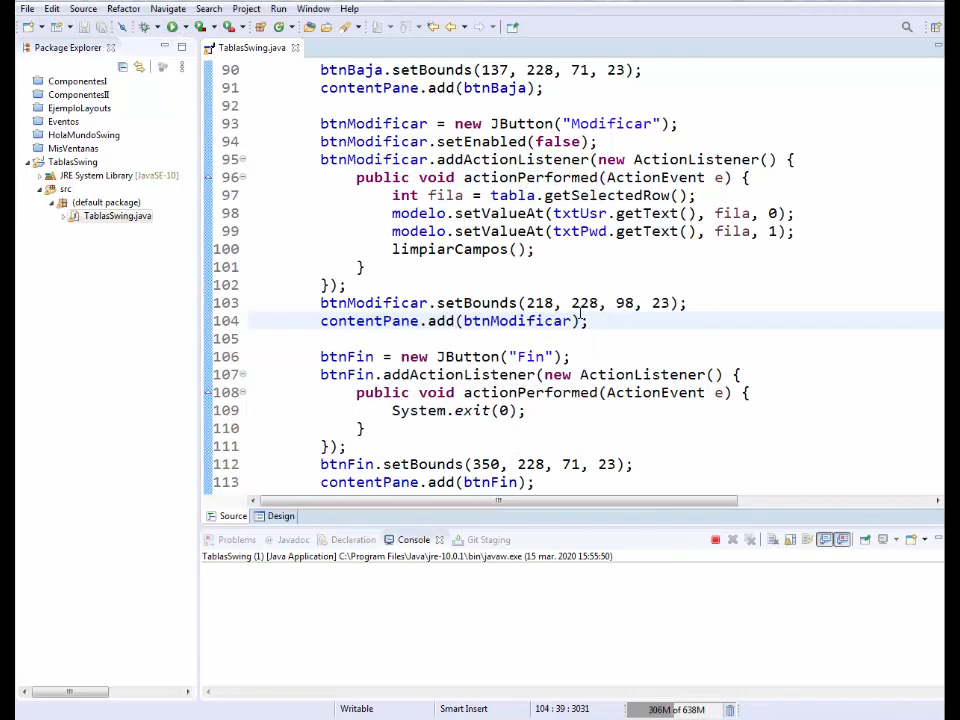 File Edit Source Refactor Navigate Search Project Run Window Help
Package Explorer
TablasSwing.java
ComponentesI
ComponentesII
EjemploLayouts
Eventos
HolaMundoSwing
MisVentanas
TablasSwing
JRE System Library [JavaSE-10]
src
(default package)
TablasSwing.java
90 btnBaja.setBounds(137, 228, 71, 23);
91 contentPane.add(btnBaja);
92
93 btnModificar = new JButton("Modificar");
94 btnModificar.setEnabled(false);
95 btnModificar.addActionListener(new ActionListener() {
96 public void actionPerformed(ActionEvent e) {
97 int fila = tabla.getSelectedRow();
98 modelo.setValueAt(txtUsr.getText(), fila, 0);
99 modelo.setValueAt(txtPwd.getText(), fila, 1);
100 limpiarCampos();
101 }
102 });
103 btnModificar.setBounds(218, 228, 98, 23);
104 contentPane.add(btnModificar);
105
106 btnFin = new JButton("Fin");
107 btnFin.addActionListener(new ActionListener() {
108 public void actionPerformed(ActionEvent e) {
109 System.exit(0);
110 }
111 });
112 btnFin.setBounds(350, 228, 71, 23);
113 contentPane.add(btnFin);
Source Design
Problems Javadoc Declaration Console Git Staging
TablasSwing (1) [Java Application] C:\Program Files\Java\jre-10.0.1\bin\javaw.exe (15 mar. 2020 15:55:50)
Writable Smart Insert 104 : 39 : 3031 306M of 638M